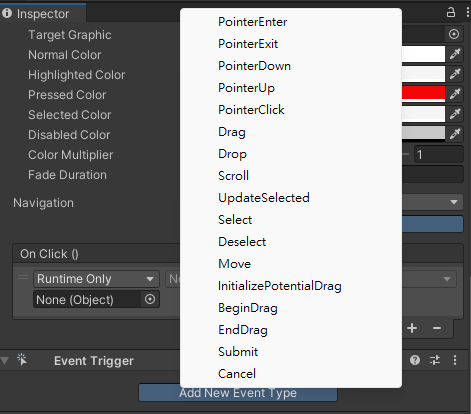 Inspector
Target Graphic
Normal Color
Highlighted Color
Pressed Color
Selected Color
Disabled Color
Color Multiplier
1
Fade Duration
Navigation
On Click ()
Runtime Only
None (Object)
Event Trigger
Add New Event Type
PointerEnter
PointerExit
PointerDown
PointerUp
PointerClick
Drag
Drop
Scroll
UpdateSelected
Select
Deselect
Move
InitializePotentialDrag
BeginDrag
EndDrag
Submit
Cancel